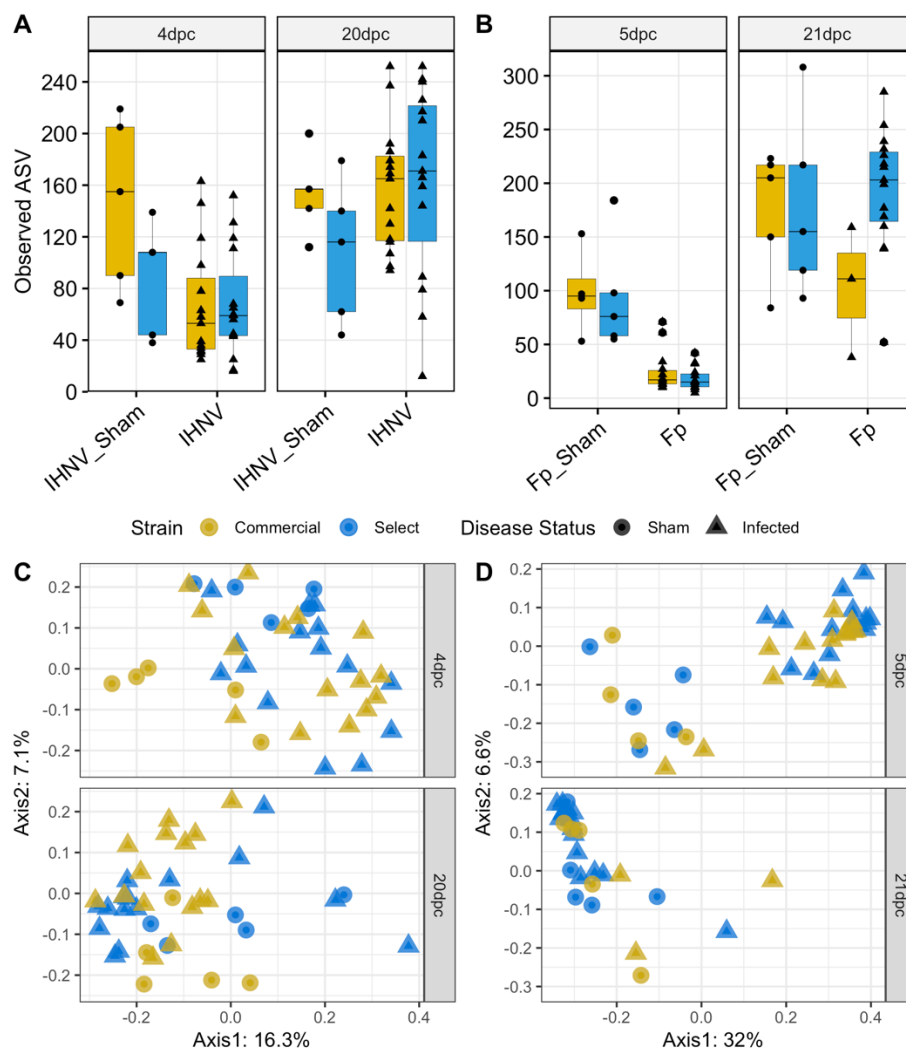 A
4dpc
20dpc
Observed ASV
240
200
160
120
80
40
0
IHNV_Sham
IHNV
IHNV_Sham
IHNV
B
5dpc
21dpc
300
250
200
150
100
50
0
Fp_Sham
Fp
Fp_Sham
Fp
Strain Commercial Select Disease Status Sham Infected
C
0.2
0.1
0.0
-0.1
-0.2
4dpc
Axis2: 7.1%
0.2
0.1
0.0
-0.1
-0.2
20dpc
-0.2 0.0 0.2 0.4
Axis1: 16.3%
D
0.2
0.1
0.0
-0.1
-0.2
-0.3
5dpc
Axis2: 6.6%
0.2
0.1
0.0
-0.1
-0.2
-0.3
21dpc
-0.2 0.0 0.2 0.4
Axis1: 32%